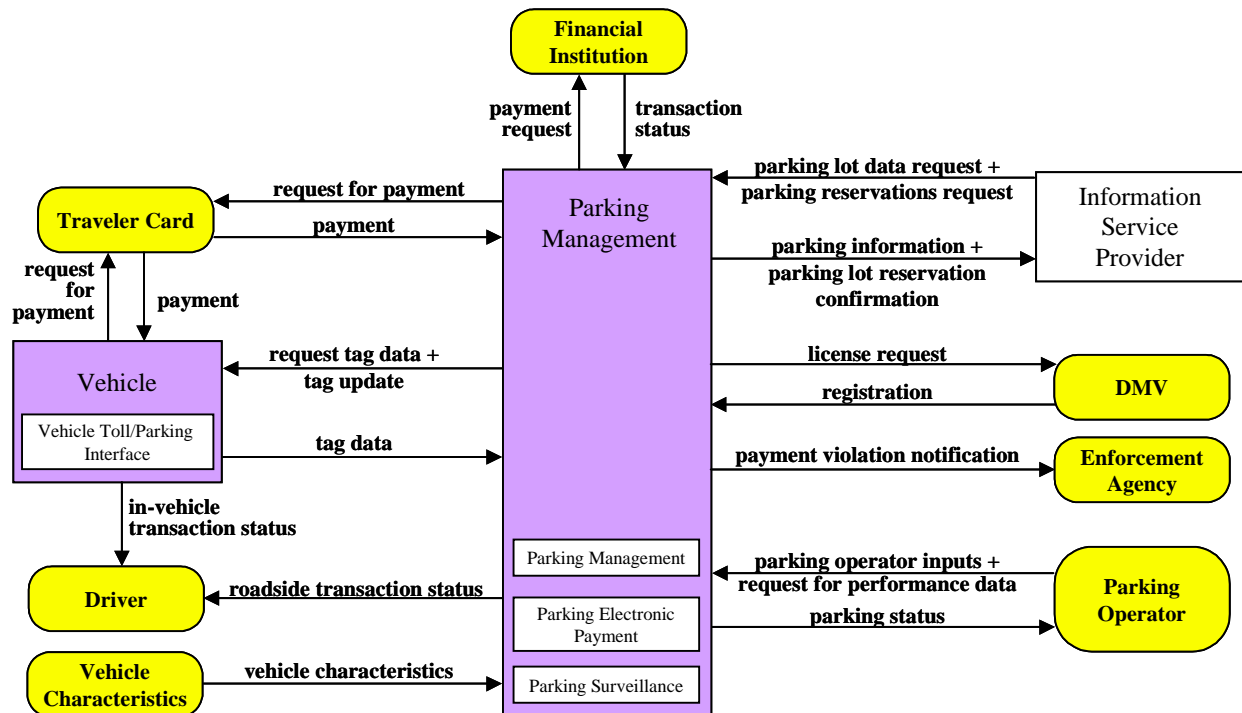 Financial
Institution
payment
request
transaction
status
request for payment
Traveler Card
payment
request
for
payment
payment
Parking
Management
parking lot data request +
parking reservations request
Information
Service
Provider
parking information +
parking lot reservation
confirmation
Vehicle
Vehicle Toll/Parking
Interface
request tag data +
tag update
tag data
license request
DMV
registration
payment violation notification
Enforcement
Agency
in-vehicle
transaction status
Driver
roadside transaction status
Parking Management
Parking Electronic
Payment
Parking Surveillance
parking operator inputs +
request for performance data
parking status
Parking
Operator
Vehicle
Characteristics
vehicle characteristics